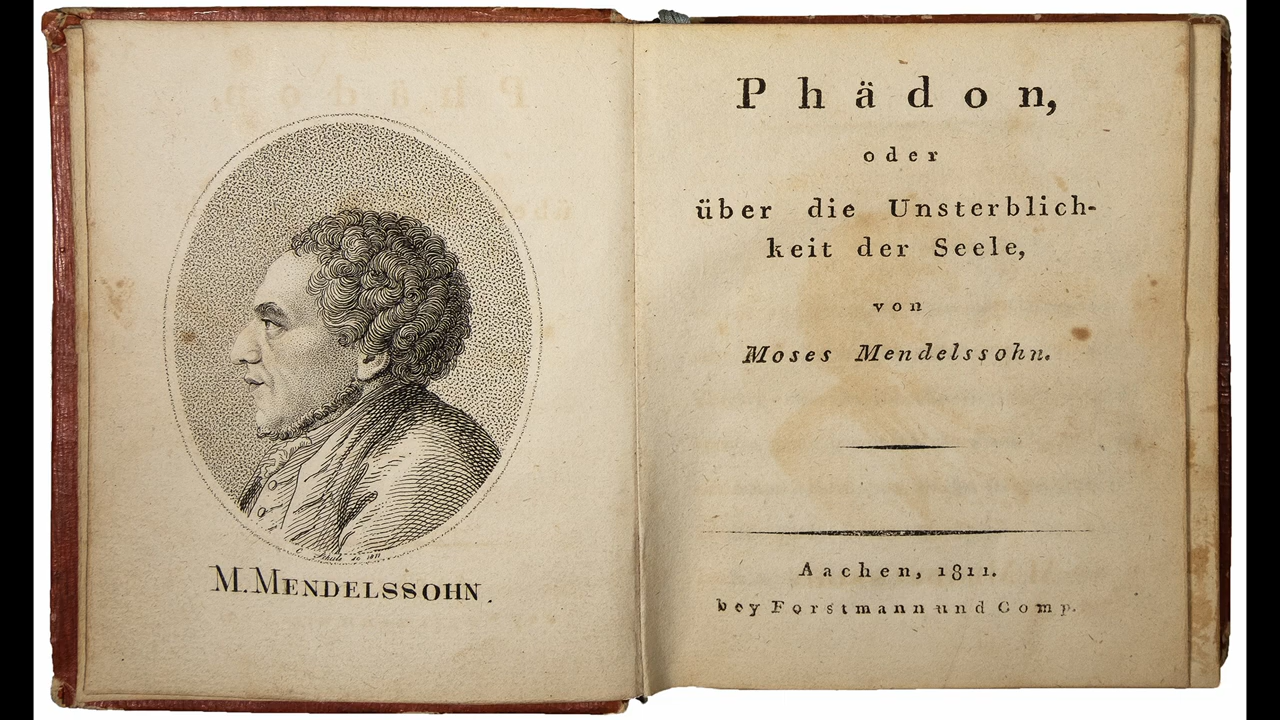 M. MENDELSSOHN.
Phädon,
oder
über die Unsterblich-
keit der Seele,
von
Moses Mendelssohn.
Aachen, 1811.
bey Forstmann und Comp.